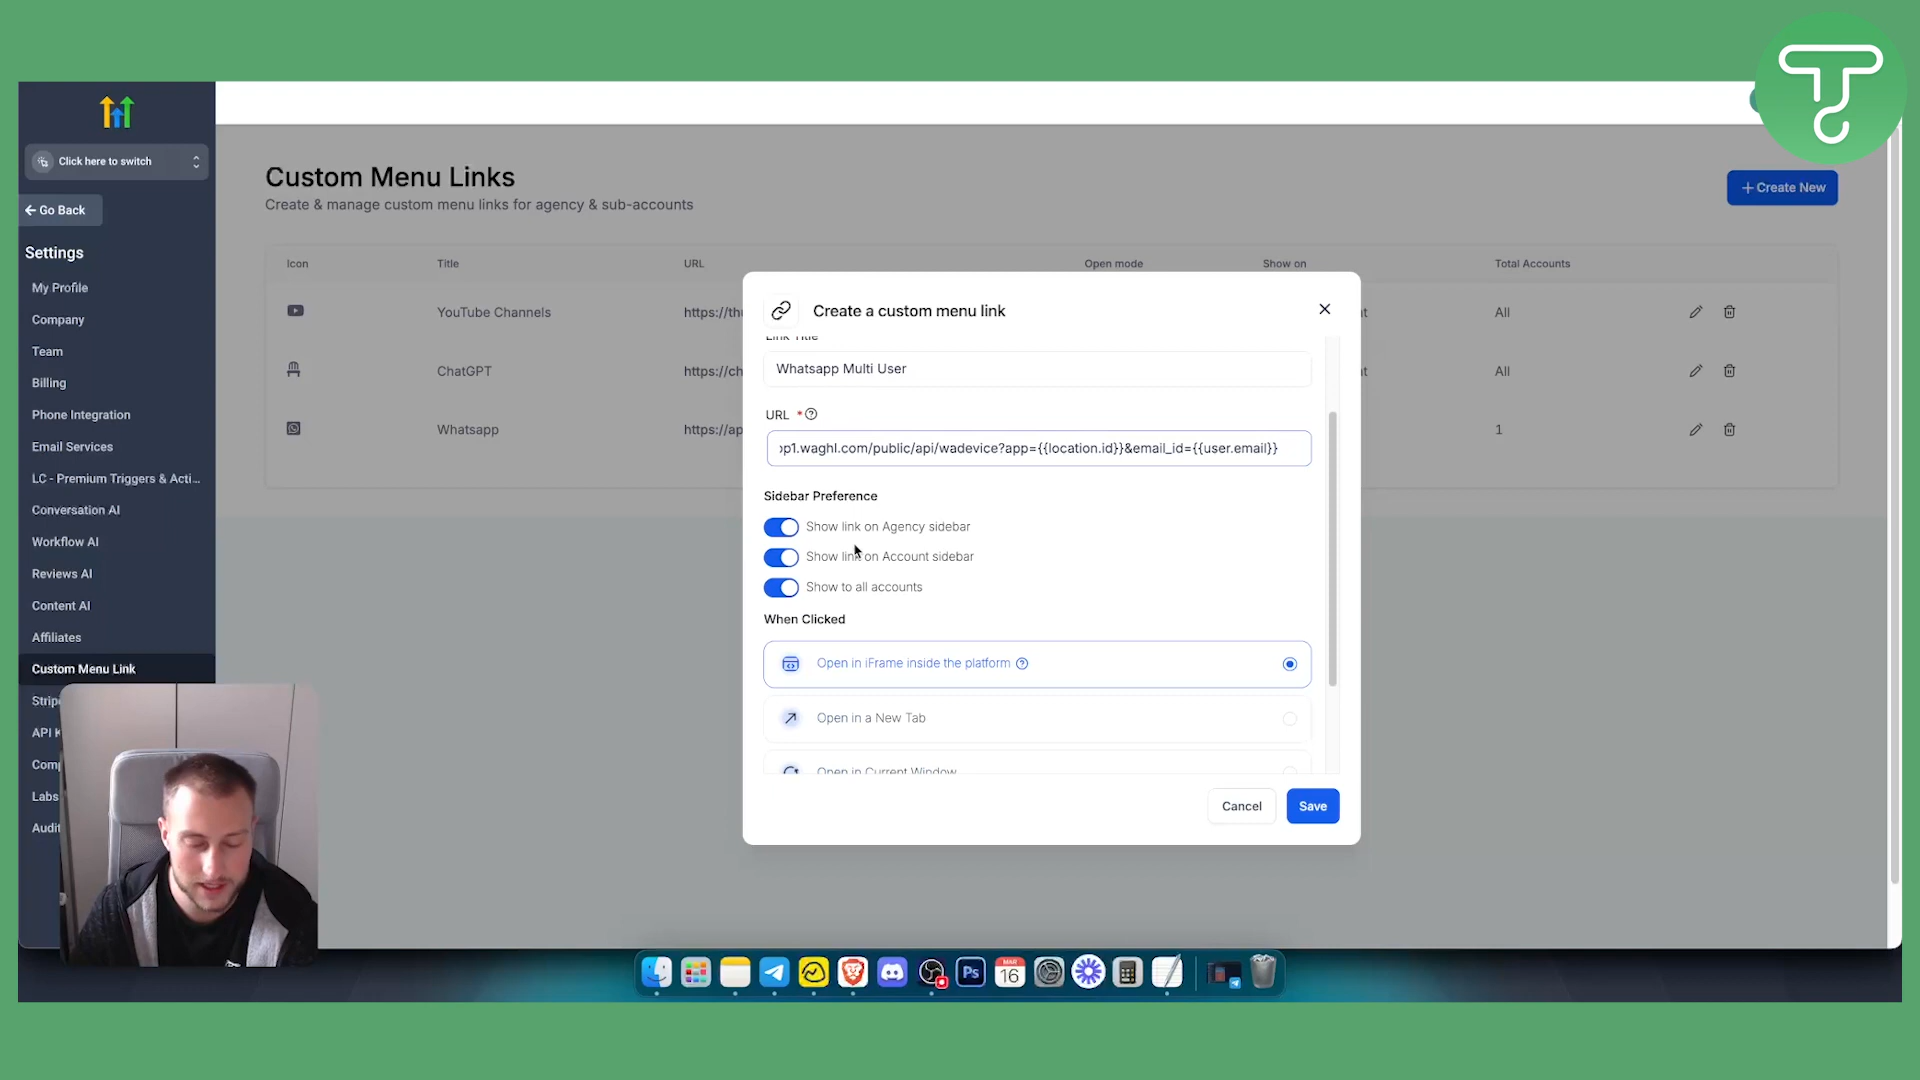 Click here to switch
Go Back
Settings
My Profile
Company
Team
Billing
Phone Integration
Email Services
LC - Premium Triggers & Acti...
Conversation AI
Workflow AI
Reviews AI
Content AI
Affiliates
Custom Menu Link
Labs
Custom Menu Links
Create & manage custom menu links for agency & sub-accounts
+ Create New
Icon Title URL Open mode Show on Total Accounts
YouTube Channels https://th All
ChatGPT https://ch All
Whatsapp https://ap 1
Create a custom menu link
Link Title
Whatsapp Multi User
URL *
p1.waghl.com/public/api/wadevice?app={{location.id}}&email_id={{user.email}}
Sidebar Preference
Show link on Agency sidebar
Show link on Account sidebar
Show to all accounts
When Clicked
Open in iFrame inside the platform
Open in a New Tab
Open in Current Window
Cancel Save
Ps
MAR
16